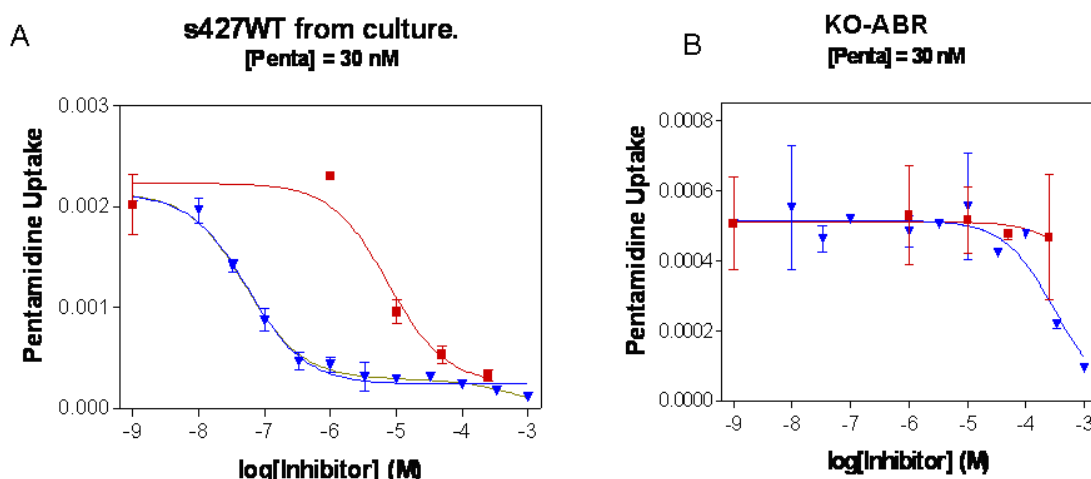 A
s427WT from culture.
[Penta] = 30 nM
Pentamidine Uptake
0.003
0.002
0.001
0.000
-9 -8 -7 -6 -5 -4 -3
log[Inhibitor] (M)
B
KO-ABR
[Penta] = 30 nM
Pentamidine Uptake
0.0008
0.0006
0.0004
0.0002
0.0000
-9 -8 -7 -6 -5 -4 -3
log[Inhibitor] (M)